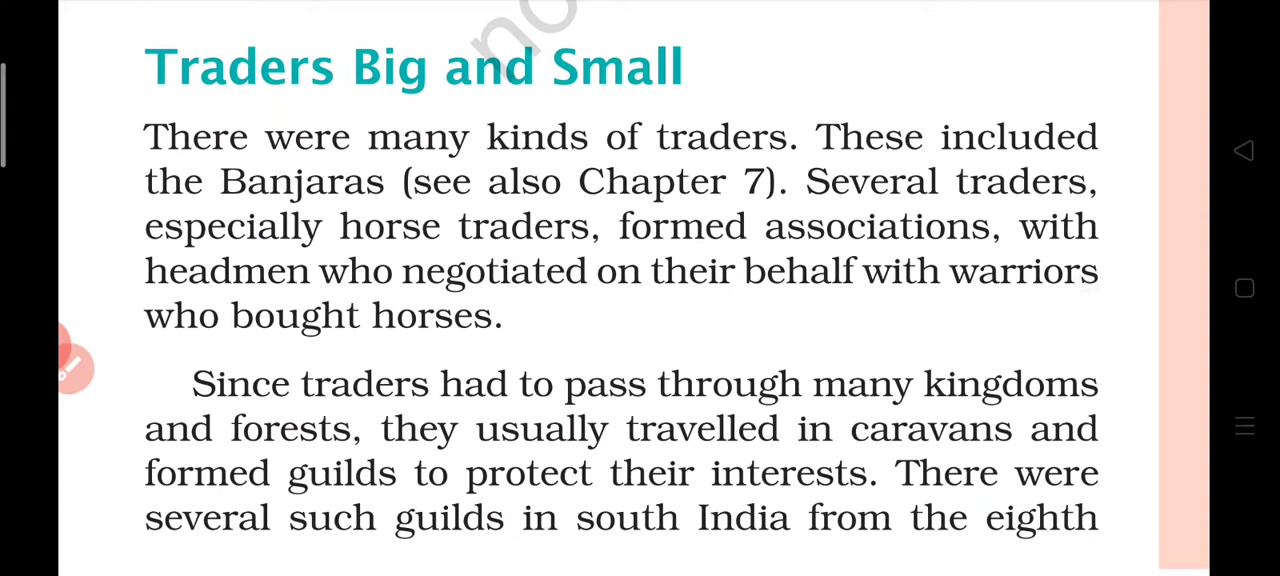 Traders Big and Small
There were many kinds of traders. These included
the Banjaras (see also Chapter 7). Several traders,
especially horse traders, formed associations, with
headmen who negotiated on their behalf with warriors
who bought horses.
Since traders had to pass through many kingdoms
and forests, they usually travelled in caravans and
formed guilds to protect their interests. There were
several such guilds in south India from the eighth